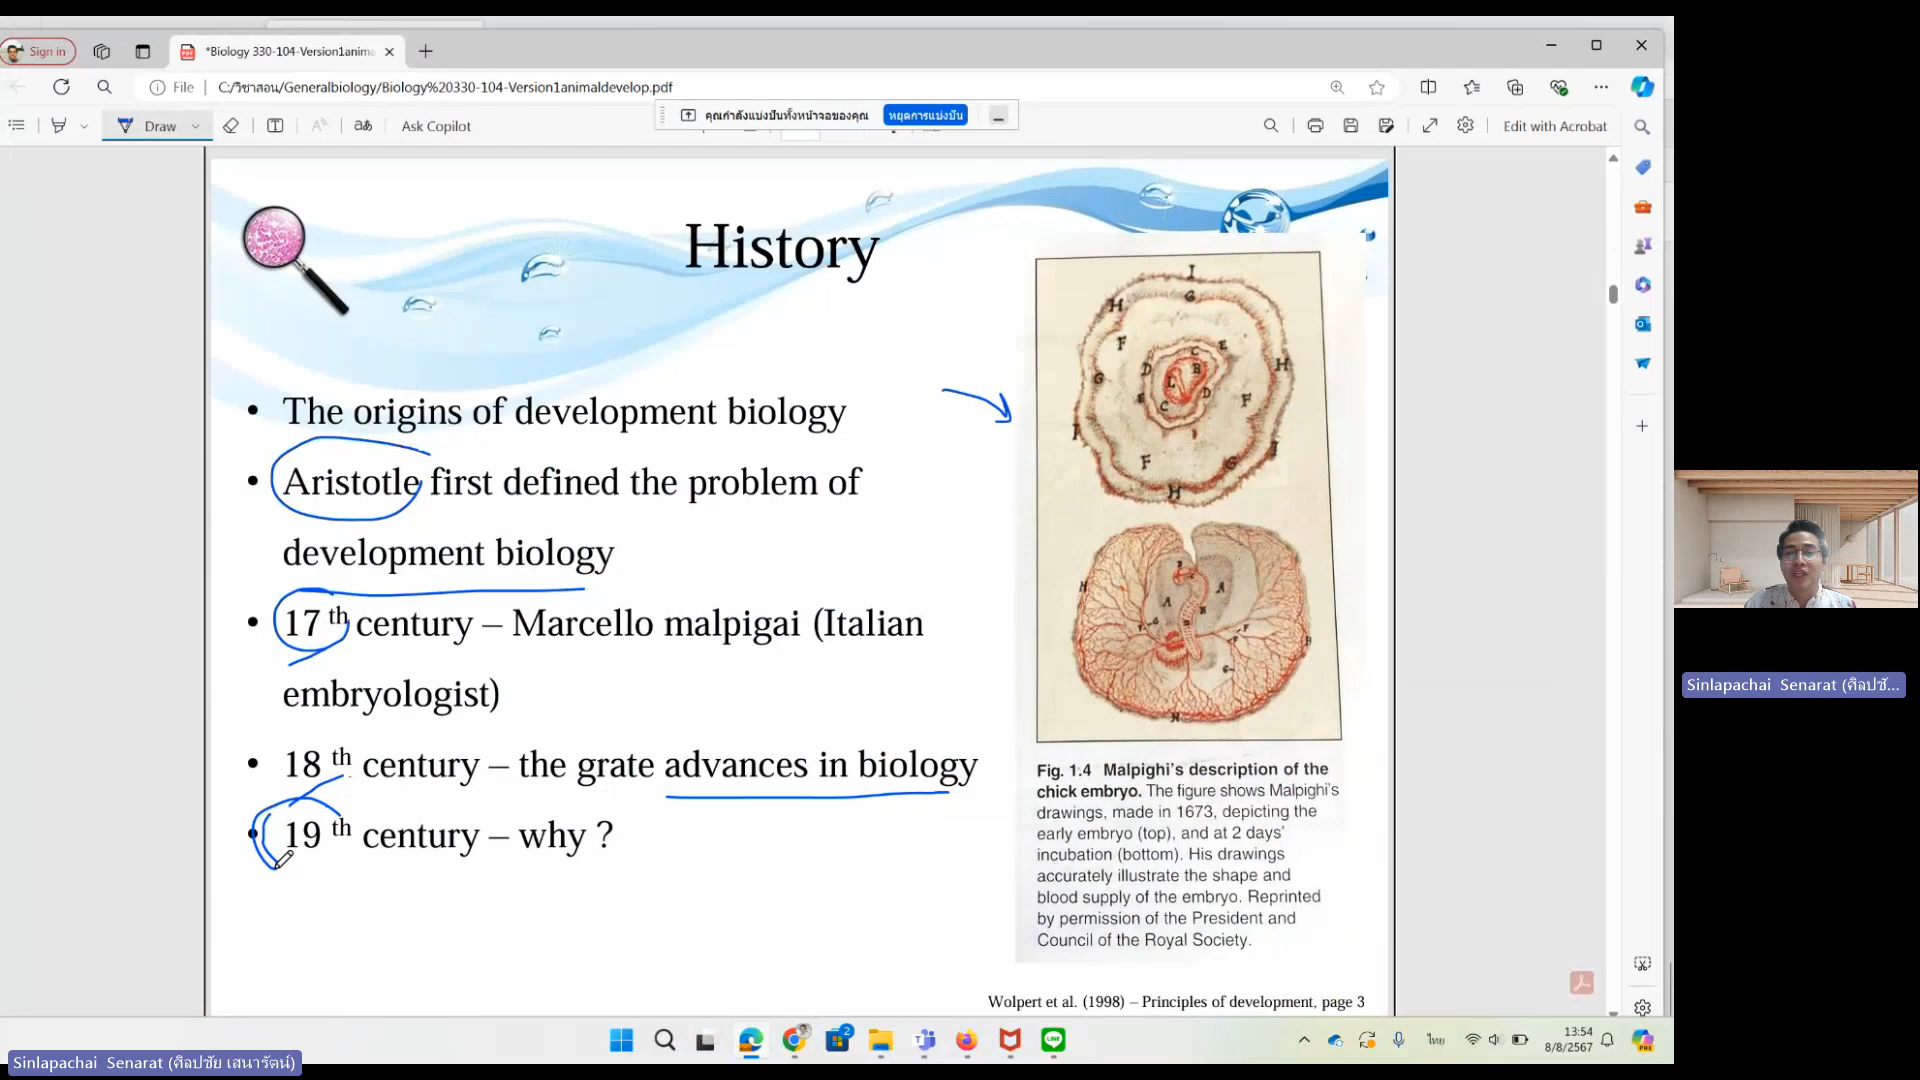 Sign in
*Biology 330-104-Version1anima
File
C:/วิชาสอน/Generalbiology/Biology%20330-104-Version1animaldevelop.pdf
คุณกำลังแบ่งปันทั้งหน้าจอของคุณ
หยุดการแบ่งปัน
Draw
Ask Copilot
Edit with Acrobat
History
• The origins of development biology
• Aristotle first defined the problem of
development biology
• 17 th century – Marcello malpigai (Italian
embryologist)
• 18 th century – the grate advances in biology
• 19 th century – why ?
Fig. 1.4 Malpighi's description of the
chick embryo. The figure shows Malpighi's
drawings, made in 1673, depicting the
early embryo (top), and at 2 days'
incubation (bottom). His drawings
accurately illustrate the shape and
blood supply of the embryo. Reprinted
by permission of the President and
Council of the Royal Society.
Wolpert et al. (1998) – Principles of development, page 3
Sinlapachai Senarat (ศิลปชั...
2
ไทย
13:54
8/8/2567
PRE
LINE
Sinlapachai Senarat (ศิลปชัย เสนารัตน์)